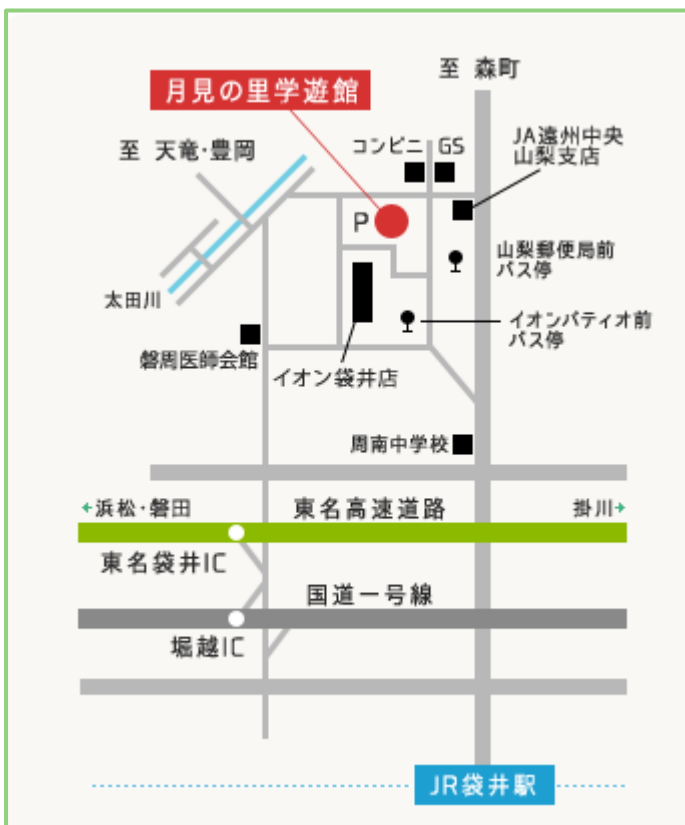 至 森町
月見の里学遊館
コンビニ GS
JA遠州中央
山梨支店
至 天竜・豊岡
P
山梨郵便局前
バス停
太田川
イオンパティオ前
バス停
磐周医師会館
イオン袋井店
周南中学校
←浜松・磐田
東名高速道路
掛川→
東名袋井IC
国道一号線
堀越IC
JR袋井駅